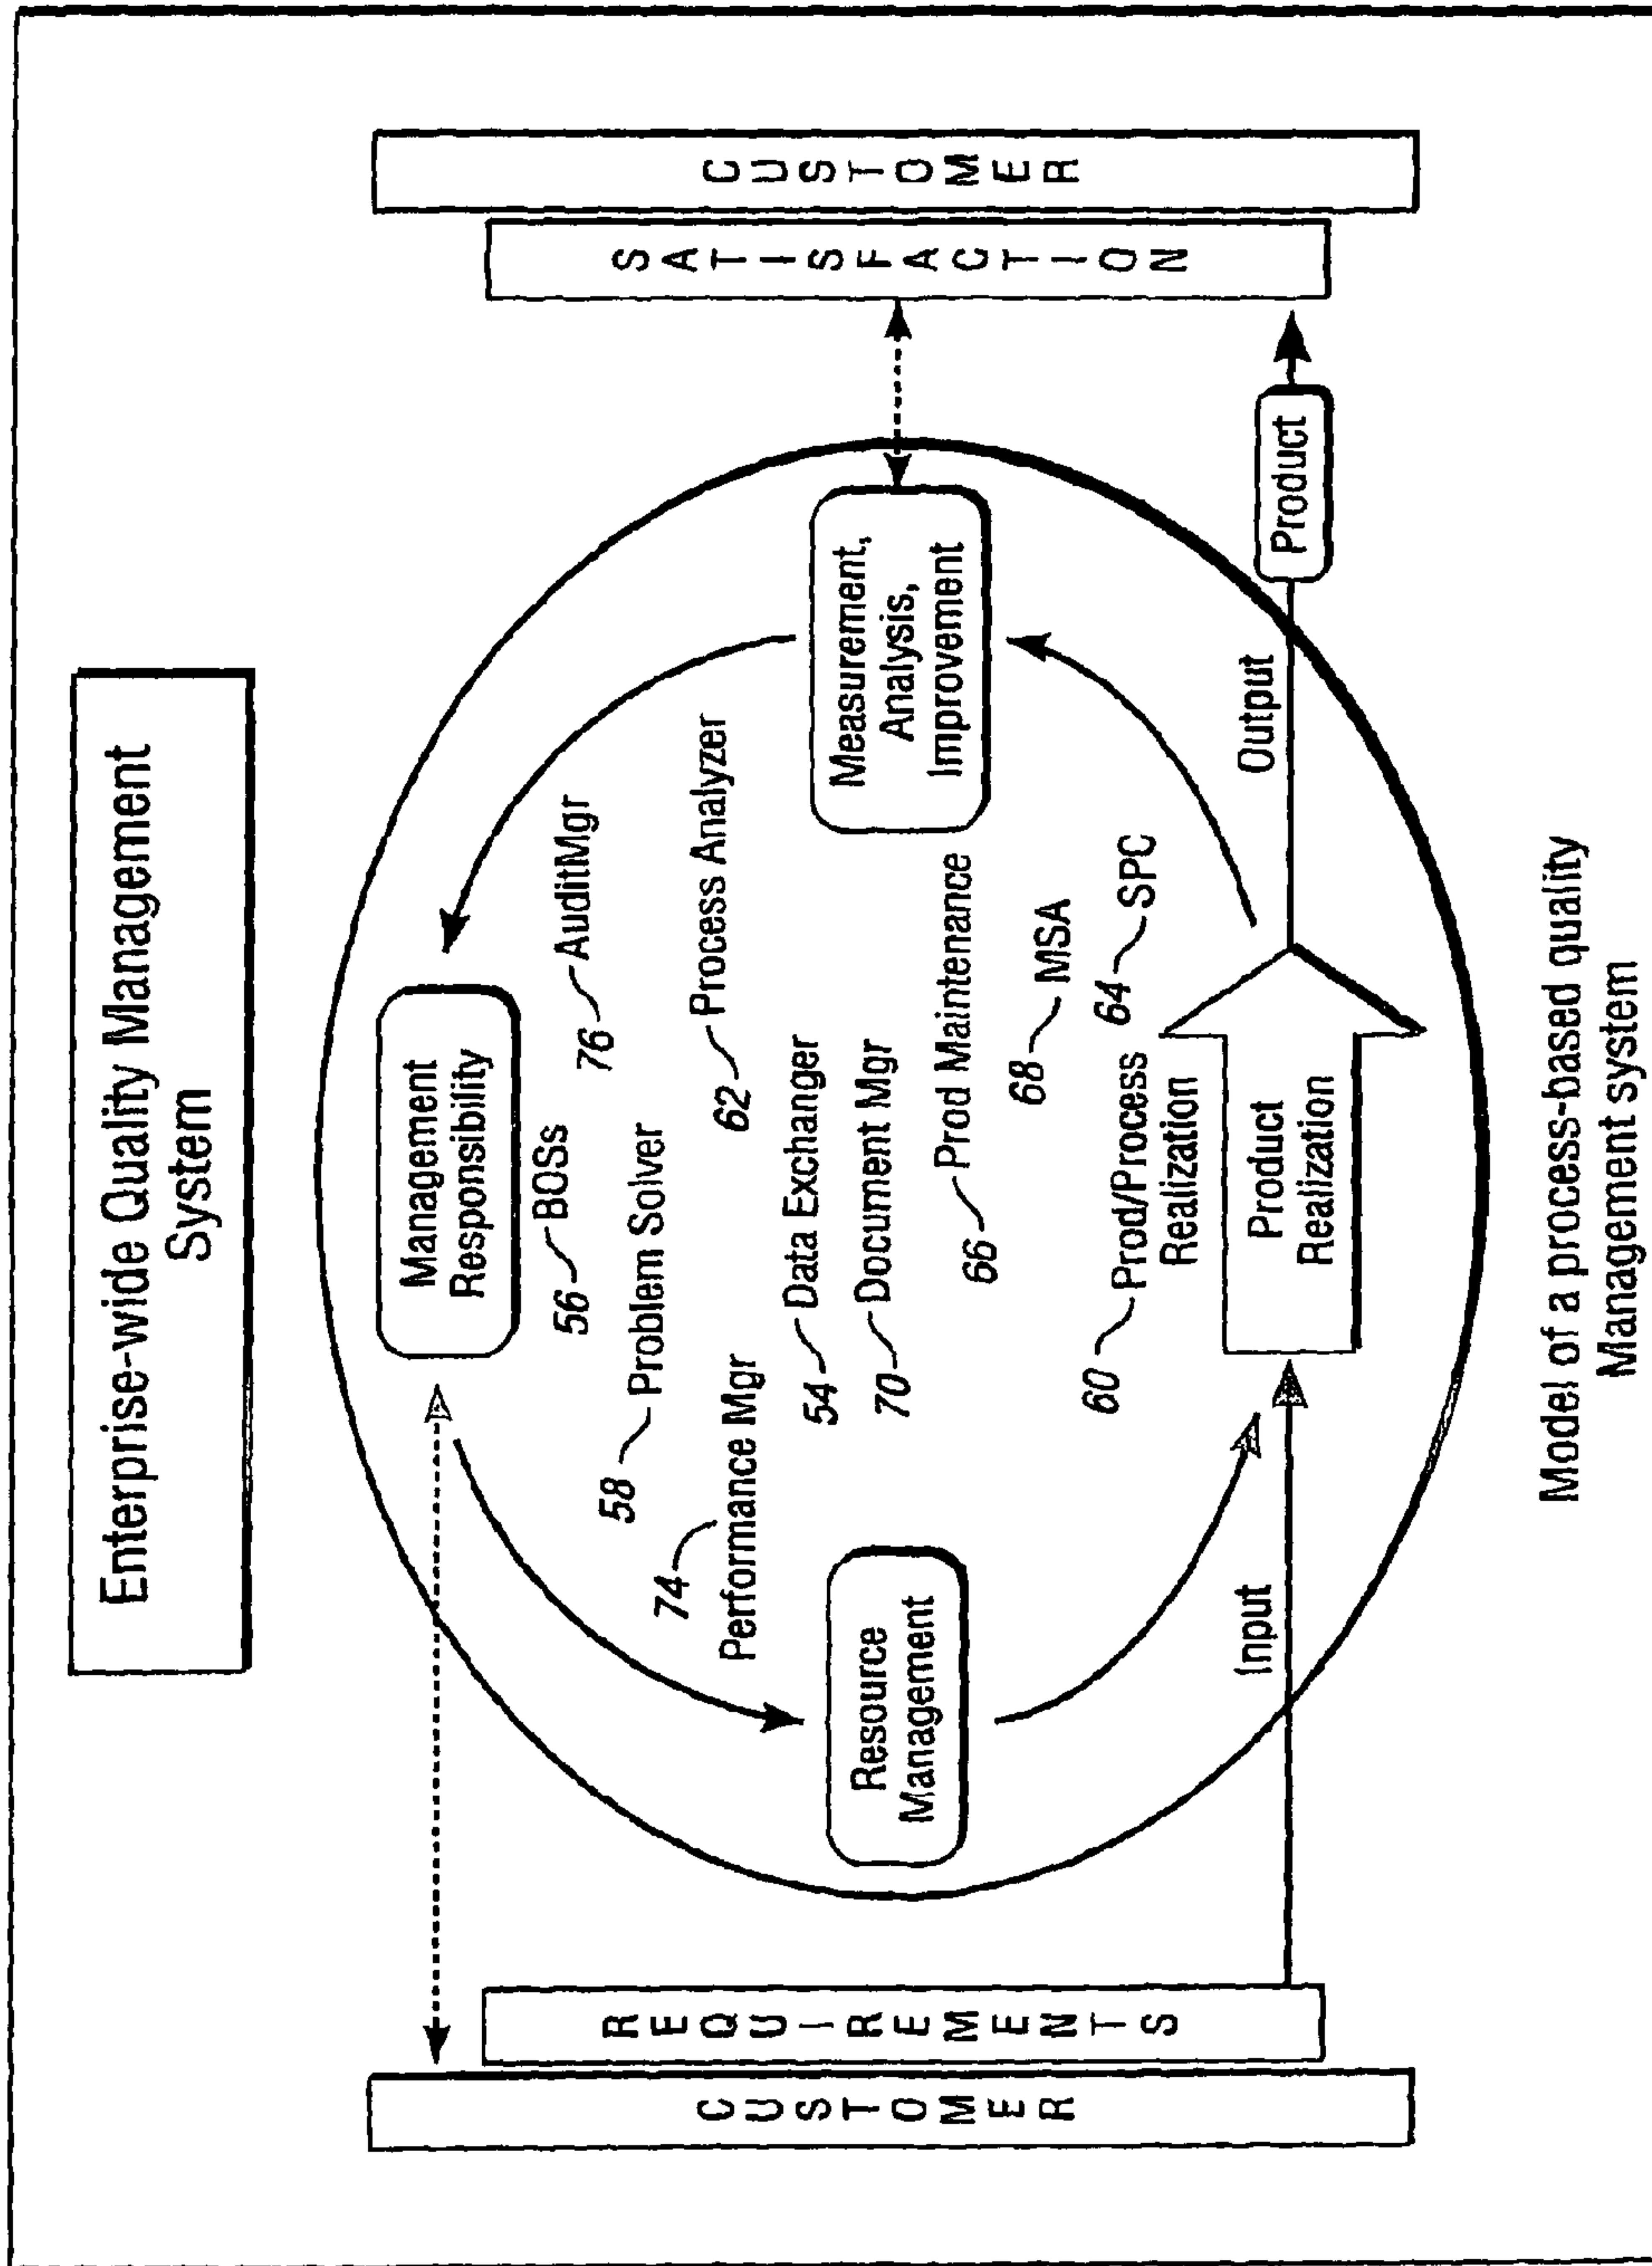 Enterprise-wide Quality Management
System
CUSTOMER
REQUIREMENTS
Management
Responsibility
56 BOSs
76 AuditMgr
58 Problem Solver
74
Performance Mgr
62 Process Analyzer
Resource
Management
54 Data Exchanger
70 Document Mgr
Measurement,
Analysis,
Improvement
66 Prod Maintenance
68 MSA
64 SPC
60 Prod/Process
Realization
Input
Product
Realization
Output
Product
SATISFACTION
CUSTOMER
Model of a process-based quality
Management system